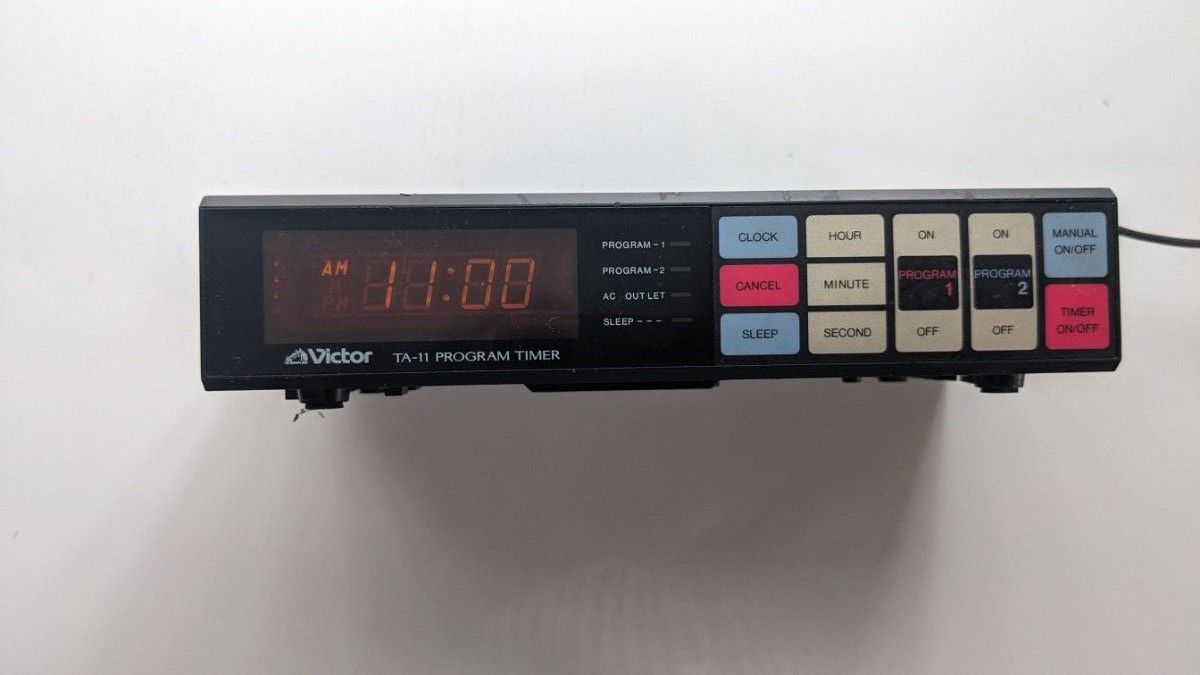 AM 11:00
Victor TA-11 PROGRAM TIMER
PROGRAM-1
PROGRAM-2
AC OUTLET
SLEEP---
CLOCK
CANCEL
SLEEP
HOUR
MINUTE
SECOND
ON
PROGRAM
1
OFF
ON
PROGRAM
2
OFF
MANUAL
ON/OFF
TIMER
ON/OFF